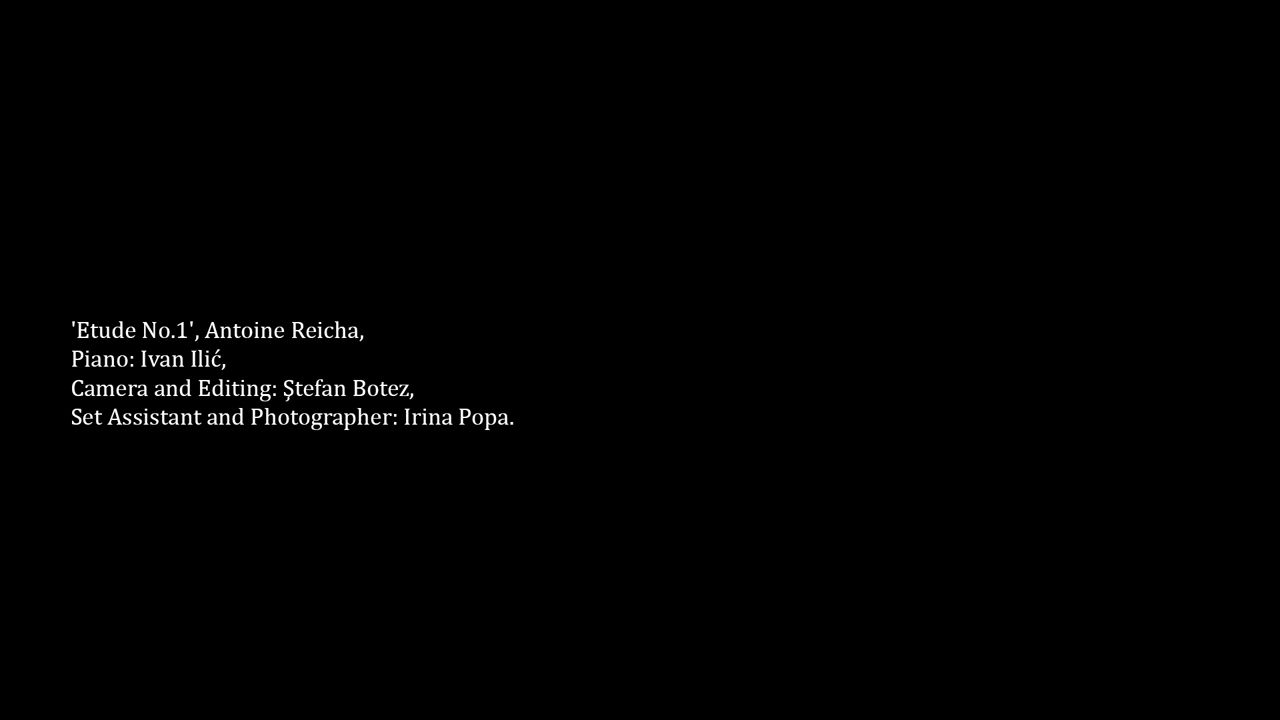 'Etude No.1', Antoine Reicha,
Piano: Ivan Ilić,
Camera and Editing: Ştefan Botez,
Set Assistant and Photographer: Irina Popa.